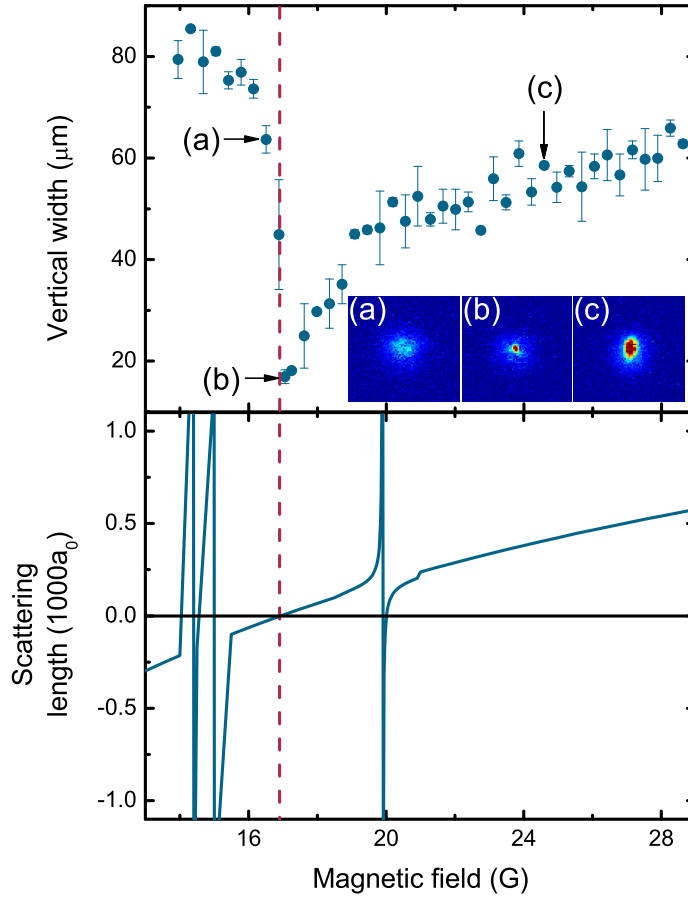 80
60
40
20
Vertical width (μm)
(a)
(b)
(c)
(a)
(b)
(c)
1.0
0.5
0.0
-0.5
-1.0
Scattering
length (1000a₀)
16
20
24
28
Magnetic field (G)